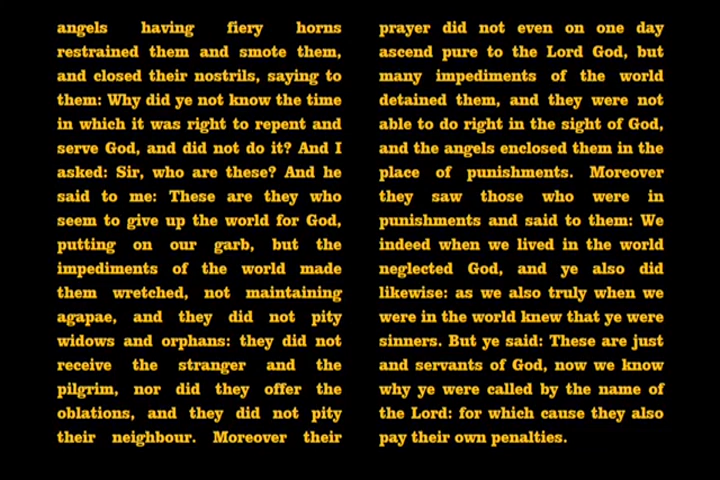 angels having fiery horns
restrained them and smote them,
and closed their nostrils, saying to
them: Why did ye not know the time
in which it was right to repent and
serve God, and did not do it? And I
asked: Sir, who are these? And he
said to me: These are they who
seem to give up the world for God,
putting on our garb, but the
impediments of the world made
them wretched, not maintaining
agapae, and they did not pity
widows and orphans: they did not
receive the stranger and the
pilgrim, nor did they offer the
oblations, and they did not pity
their neighbour. Moreover their
prayer did not even on one day
ascend pure to the Lord God, but
many impediments of the world
detained them, and they were not
able to do right in the sight of God,
and the angels enclosed them in the
place of punishments. Moreover
they saw those who were in
punishments and said to them: We
indeed when we lived in the world
neglected God, and ye also did
likewise: as we also truly when we
were in the world knew that ye were
sinners. But ye said: These are just
and servants of God, now we know
why ye were called by the name of
the Lord: for which cause they also
pay their own penalties.